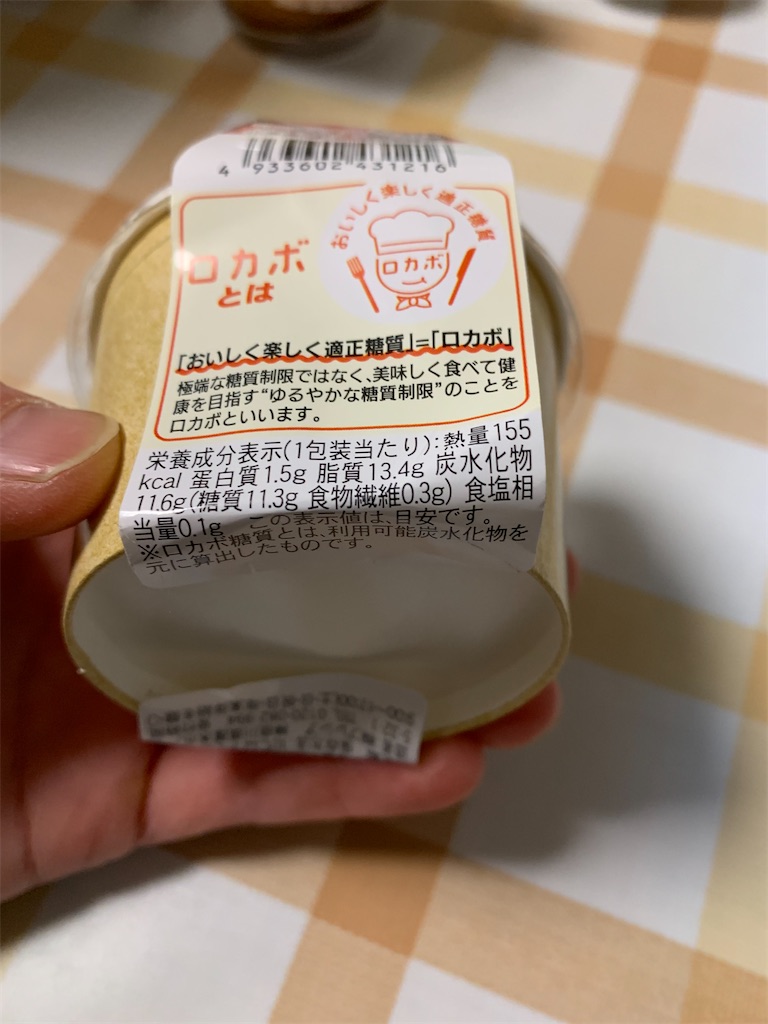 4 933602 431216
おいしく楽しく適正糖質
ロカボ
ロカボ
とは
「おいしく楽しく適正糖質」=「ロカボ」
極端な糖質制限ではなく、美味しく食べて健
康を目指す“ゆるやかな糖質制限”のことを
ロカボといいます。
栄養成分表示(1包装当たり):熱量155
kcal 蛋白質1.5g 脂質13.4g 炭水化物
11.6g(糖質11.3g 食物繊維0.3g) 食塩相
当量0.1g この表示値は、目安です。
※ロカボ糖質とは、利用可能炭水化物を
元に算出したものです。